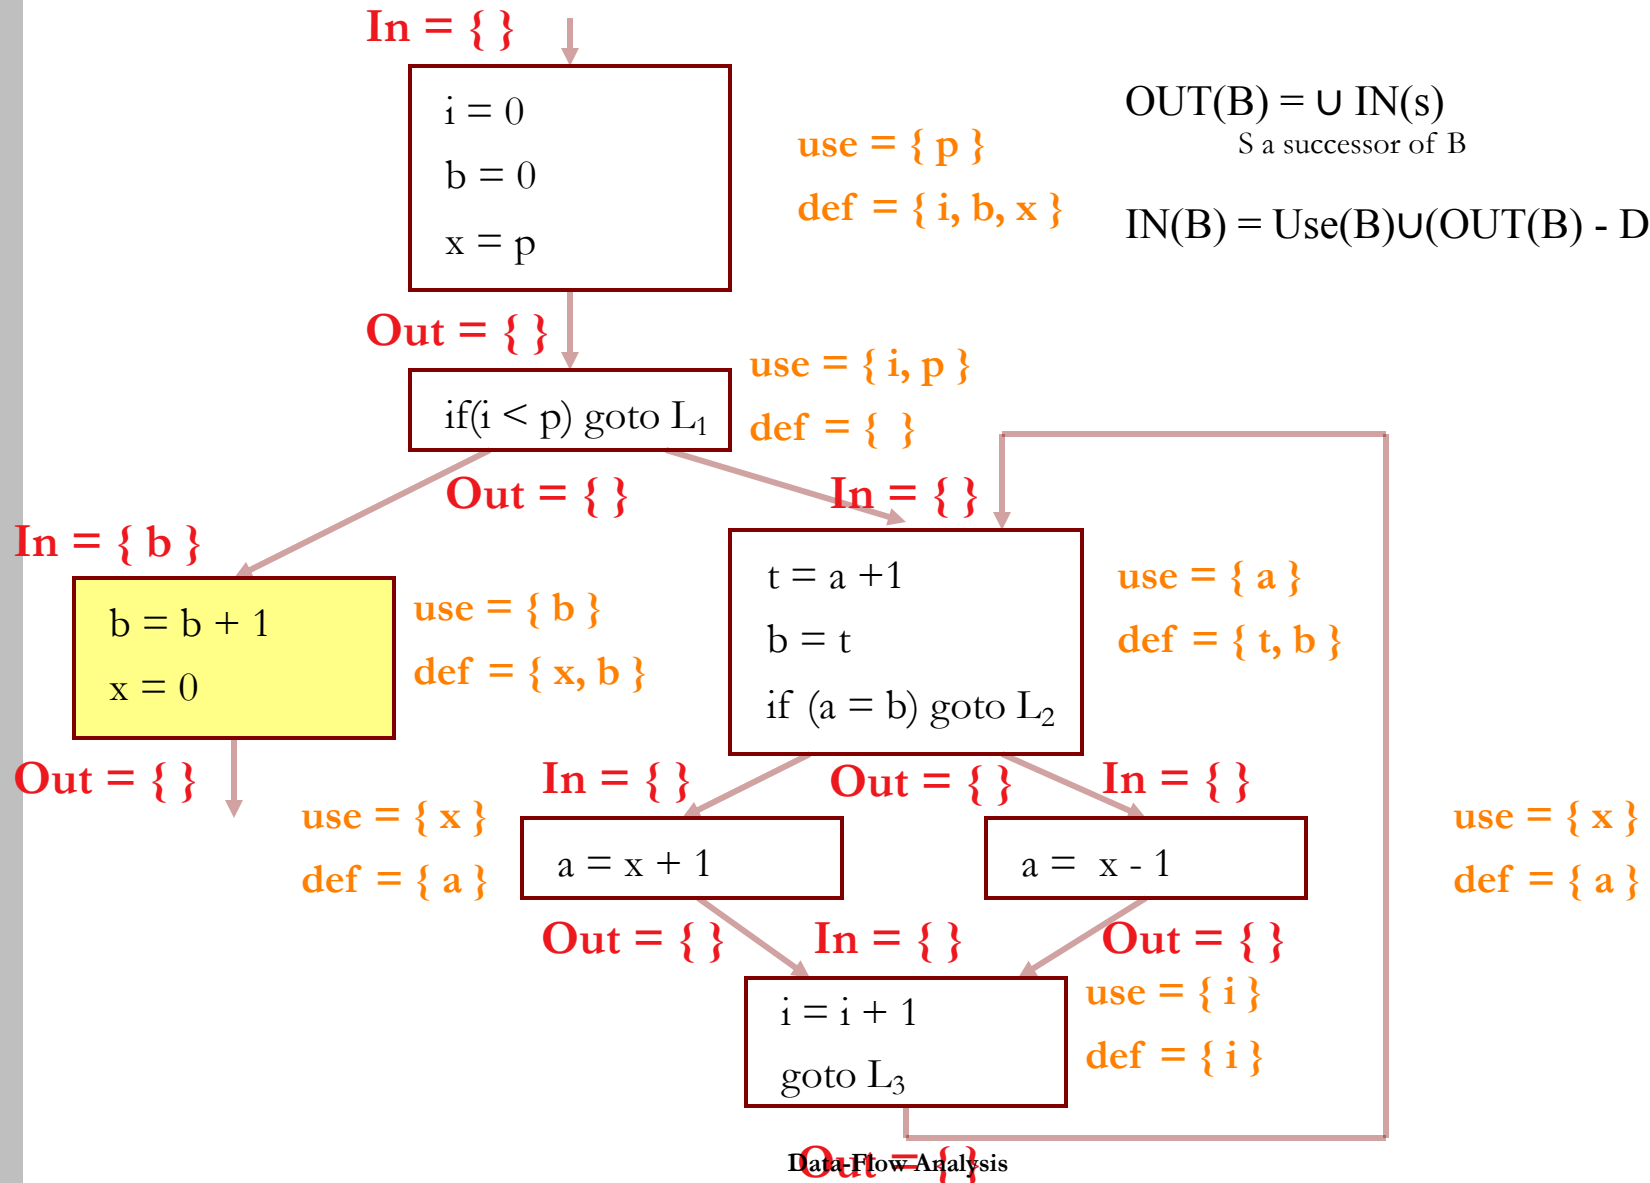 In = { }
i = 0
b = 0
x = p
use = { p }
def = { i, b, x }
OUT(B) = ∪ IN(s)
S a successor of B
IN(B) = Use(B)∪(OUT(B) - D
Out = { }
if(i < p) goto L₁
use = { i, p }
def = { }
Out = { }
In = { }
In = { b }
b = b + 1
x = 0
use = { b }
def = { x, b }
t = a +1
b = t
if (a = b) goto L₂
use = { a }
def = { t, b }
Out = { }
In = { }
Out = { }
In = { }
use = { x }
def = { a }
a = x + 1
a = x - 1
use = { x }
def = { a }
Out = { }
In = { }
Out = { }
i = i + 1
goto L₃
use = { i }
def = { i }
Out = { }
Data-Flow Analysis